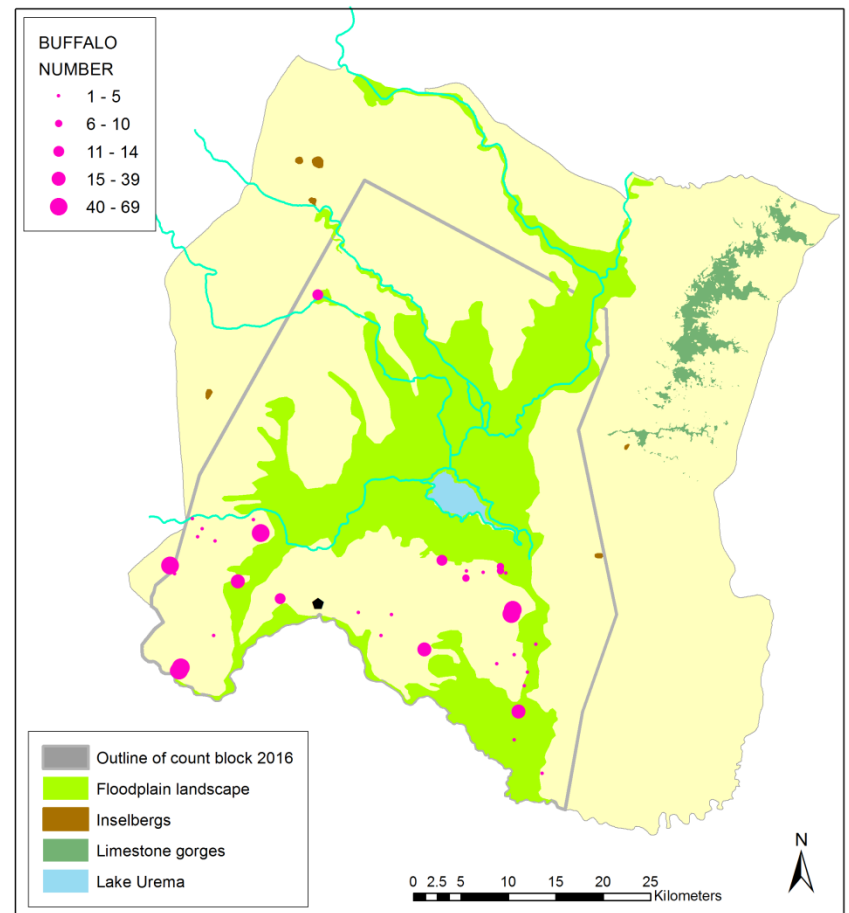 BUFFALO
NUMBER
1 - 5
6 - 10
11 - 14
15 - 39
40 - 69
Outline of count block 2016
Floodplain landscape
Inselbergs
Limestone gorges
Lake Urema
N
0 2.5 5 10 15 20 25
Kilometers